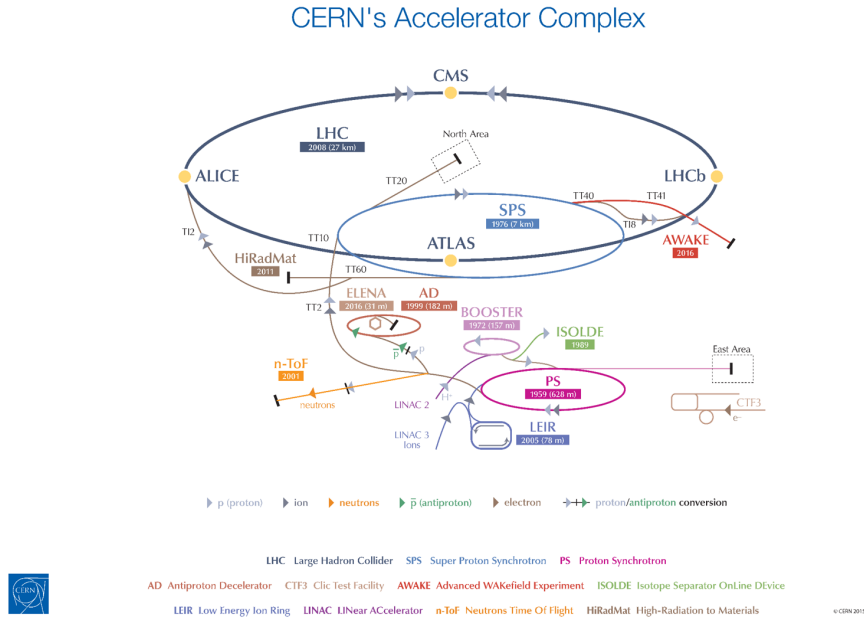 CERN's Accelerator Complex
CMS
LHC
2008 (27 km)
North Area
ALICE
TT20
LHCb
TT40
TT41
SPS
1976 (7 km)
TI2
TT10
TI8
ATLAS
AWAKE
2016
HiRadMat
2011
TT60
ELENA
2016 (31 m)
AD
1999 (182 m)
TT2
BOOSTER
1972 (157 m)
ISOLDE
1989
p
p̅
East Area
n-ToF
2001
PS
1959 (628 m)
neutrons
H⁺
LINAC 2
CTF3
e⁻
LINAC 3
Ions
LEIR
2005 (78 m)
p (proton) ion neutrons p̅ (antiproton) electron proton/antiproton conversion
LHC Large Hadron Collider SPS Super Proton Synchrotron PS Proton Synchrotron
AD Antiproton Decelerator CTF3 Clic Test Facility AWAKE Advanced WAKefield Experiment ISOLDE Isotope Separator OnLine DEvice
LEIR Low Energy Ion Ring LINAC LINear ACcelerator n-ToF Neutrons Time Of Flight HiRadMat High-Radiation to Materials
CERN
© CERN 2015